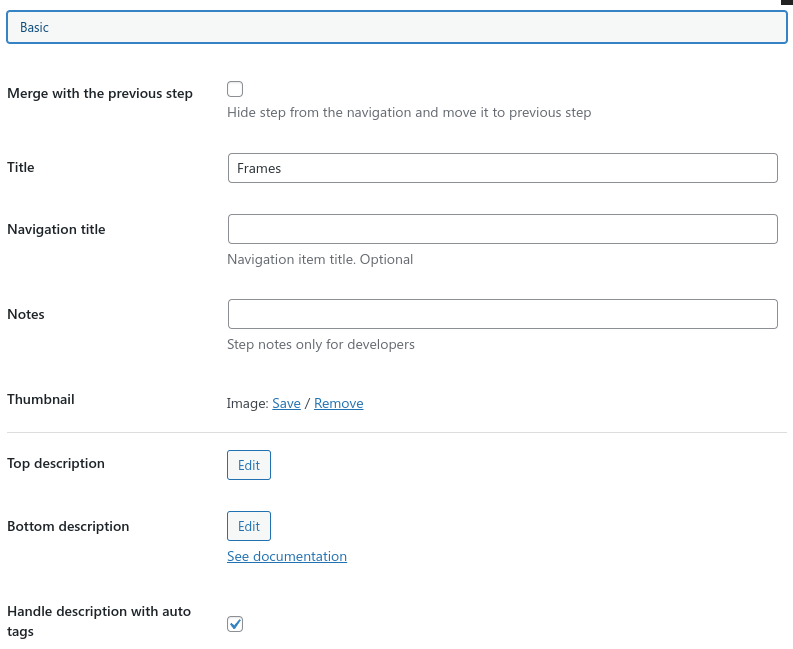 Basic
Merge with the previous step
Hide step from the navigation and move it to previous step
Title
Frames
Navigation title
Navigation item title. Optional
Notes
Step notes only for developers
Thumbnail
Image: Save / Remove
Top description
Edit
Bottom description
Edit
See documentation
Handle description with auto
tags